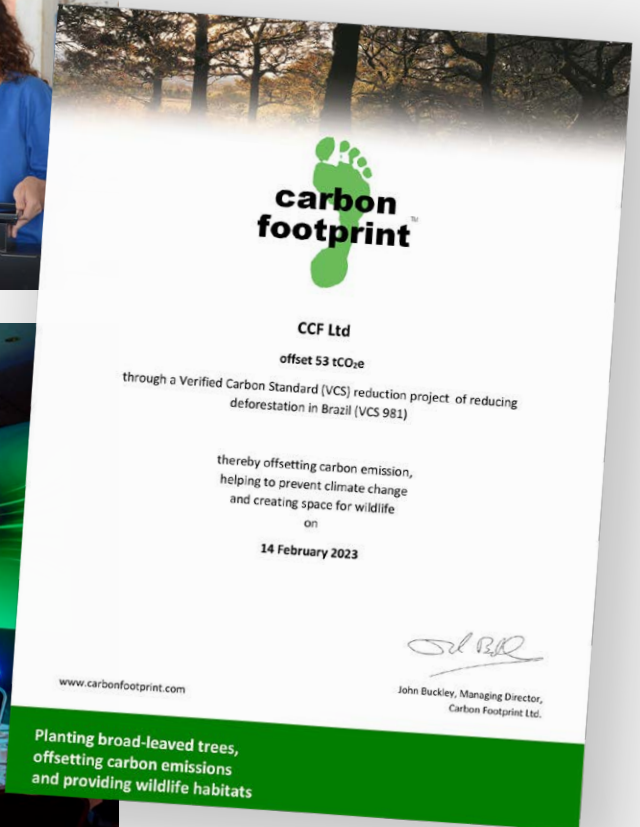 carbon
footprint™
CCF Ltd
offset 53 tCO₂e
through a Verified Carbon Standard (VCS) reduction project of reducing
deforestation in Brazil (VCS 981)
thereby offsetting carbon emission,
helping to prevent climate change
and creating space for wildlife
on
14 February 2023
www.carbonfootprint.com
John Buckley, Managing Director,
Carbon Footprint Ltd.
Planting broad-leaved trees,
offsetting carbon emissions
and providing wildlife habitats